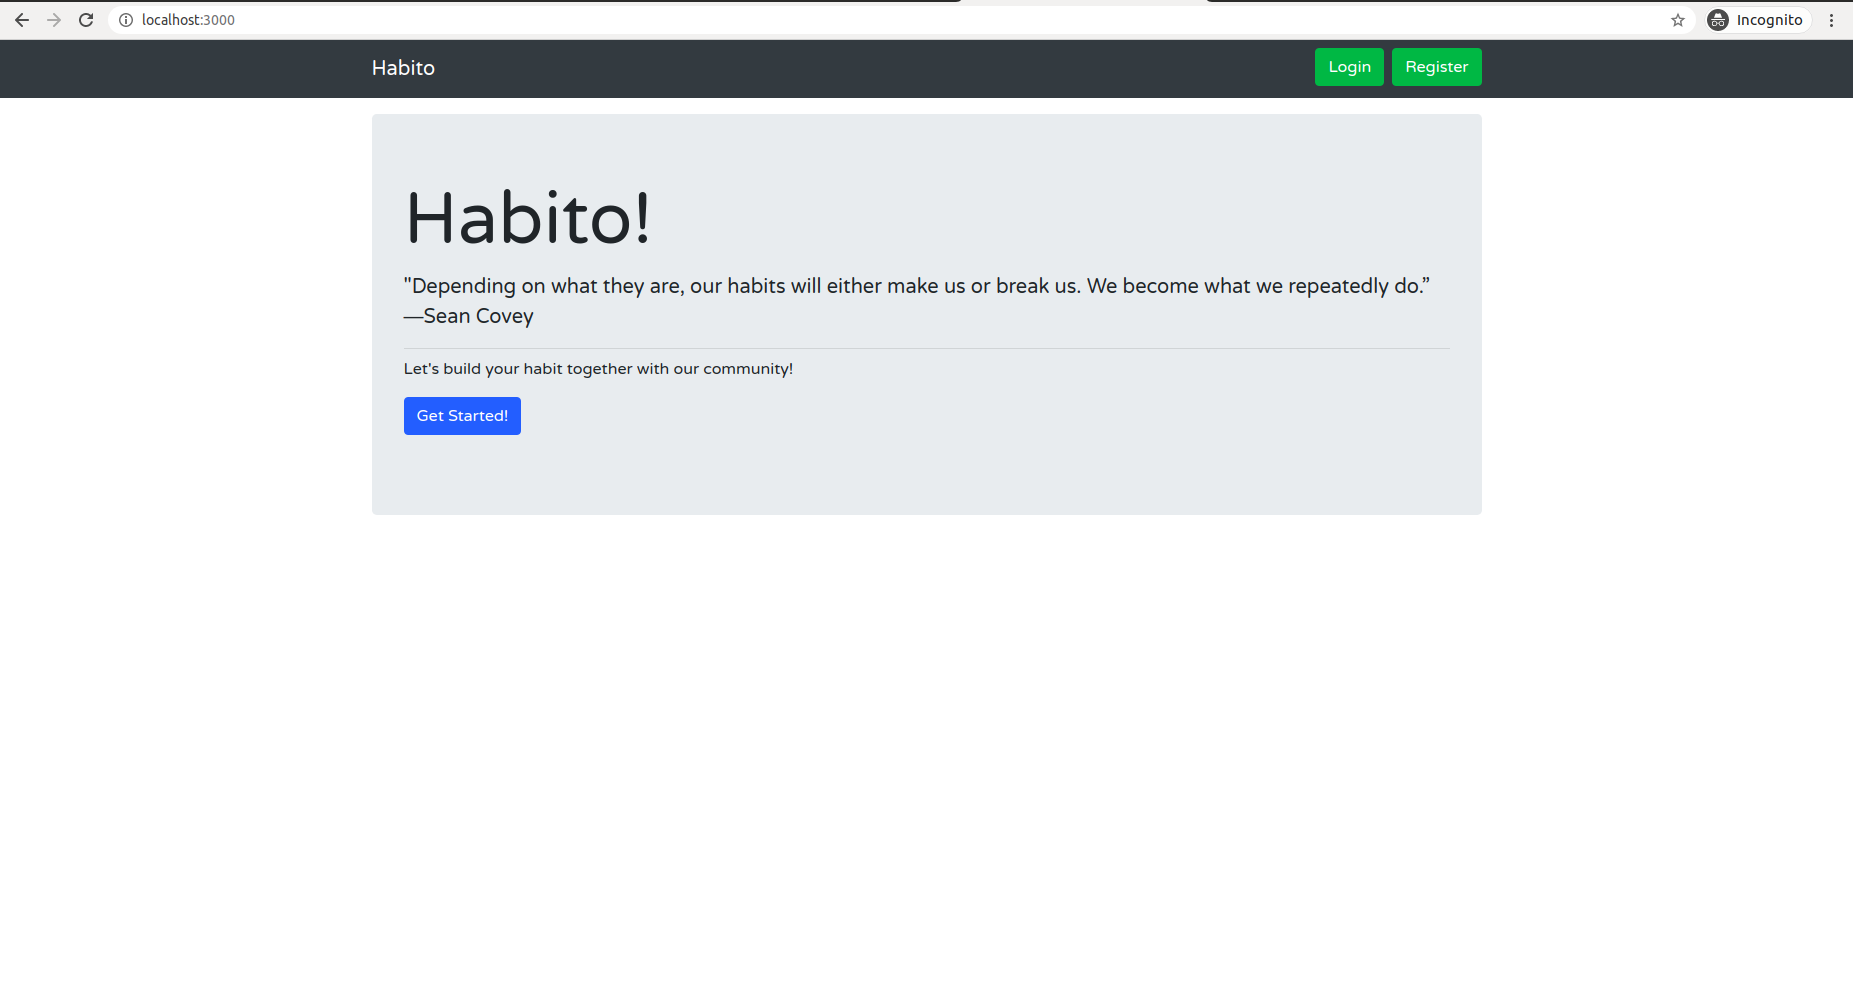 localhost:3000
Incognito
Habito
Login
Register
Habito!
"Depending on what they are, our habits will either make us or break us. We become what we repeatedly do.”
—Sean Covey
Let's build your habit together with our community!
Get Started!